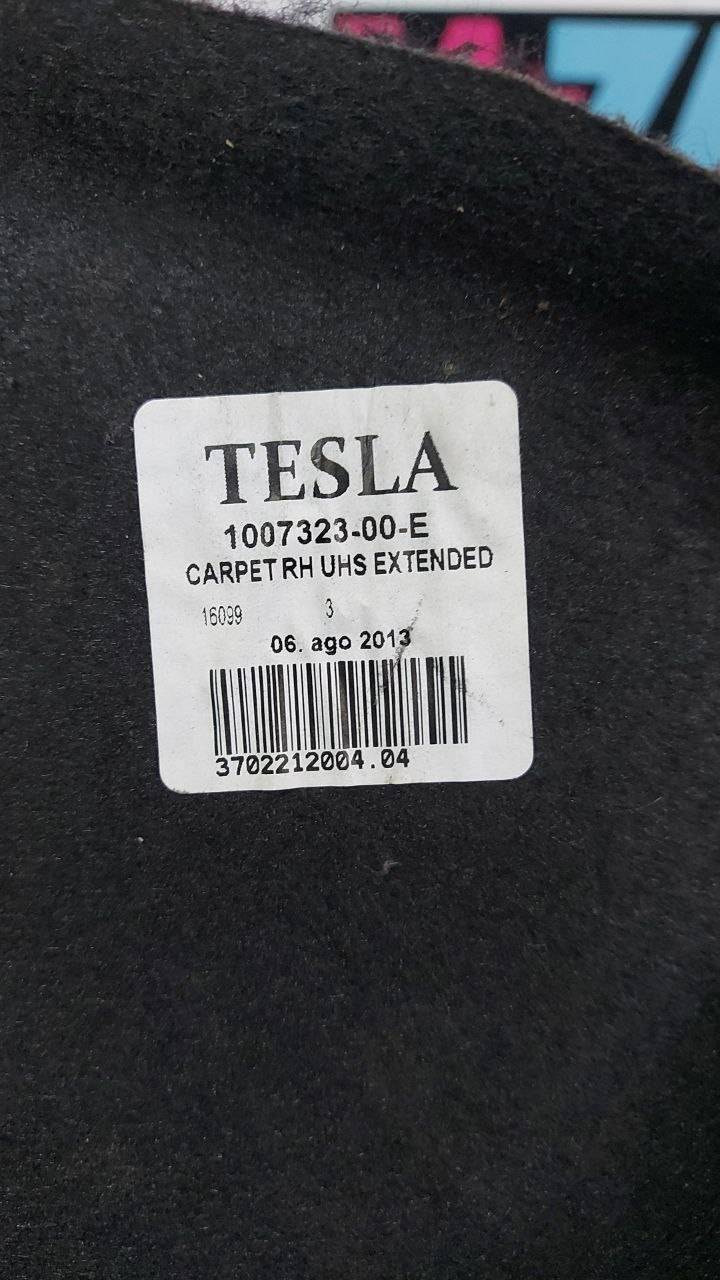 TESLA
1007323-00-E
CARPET RH UHS EXTENDED
16099 3
06. ago 2013
3702212004.04